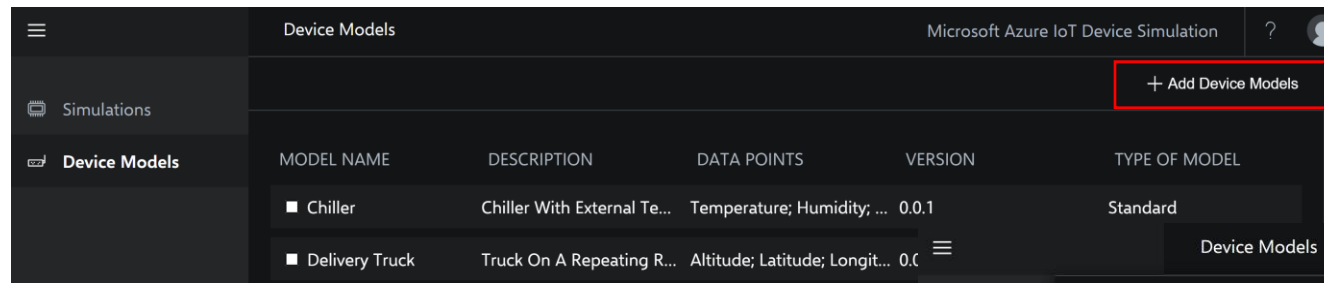 Device Models Microsoft Azure IoT Device Simulation ?
+ Add Device Models
Simulations
Device Models
MODEL NAME DESCRIPTION DATA POINTS VERSION TYPE OF MODEL
Chiller Chiller With External Te... Temperature; Humidity; ... 0.0.1 Standard
Delivery Truck Truck On A Repeating R... Altitude; Latitude; Longit... 0.0
Device Models